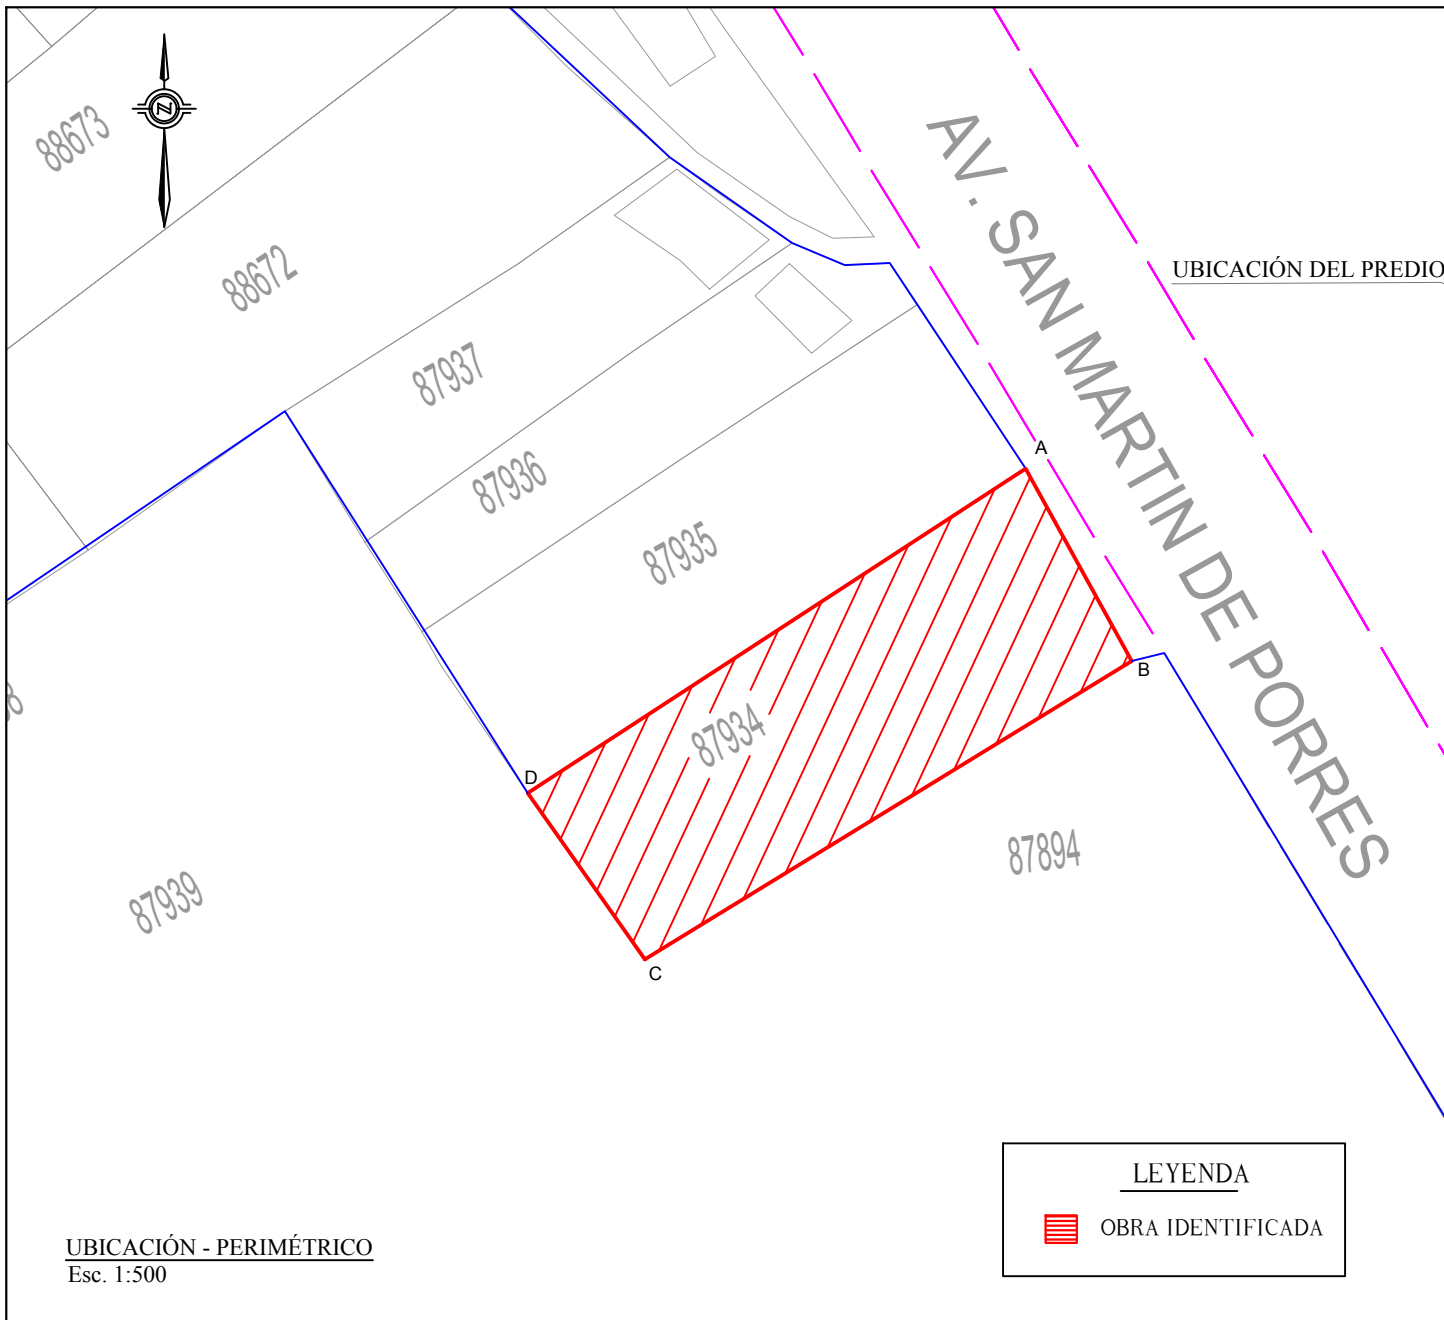 88673
N
88672
AV. SAN MARTIN DE PORRES
UBICACIÓN DEL PREDIO
87937
87936
A
87935
B
87934
D
87894
87939
C
LEYENDA
OBRA IDENTIFICADA
UBICACIÓN - PERIMÉTRICO
Esc. 1:500